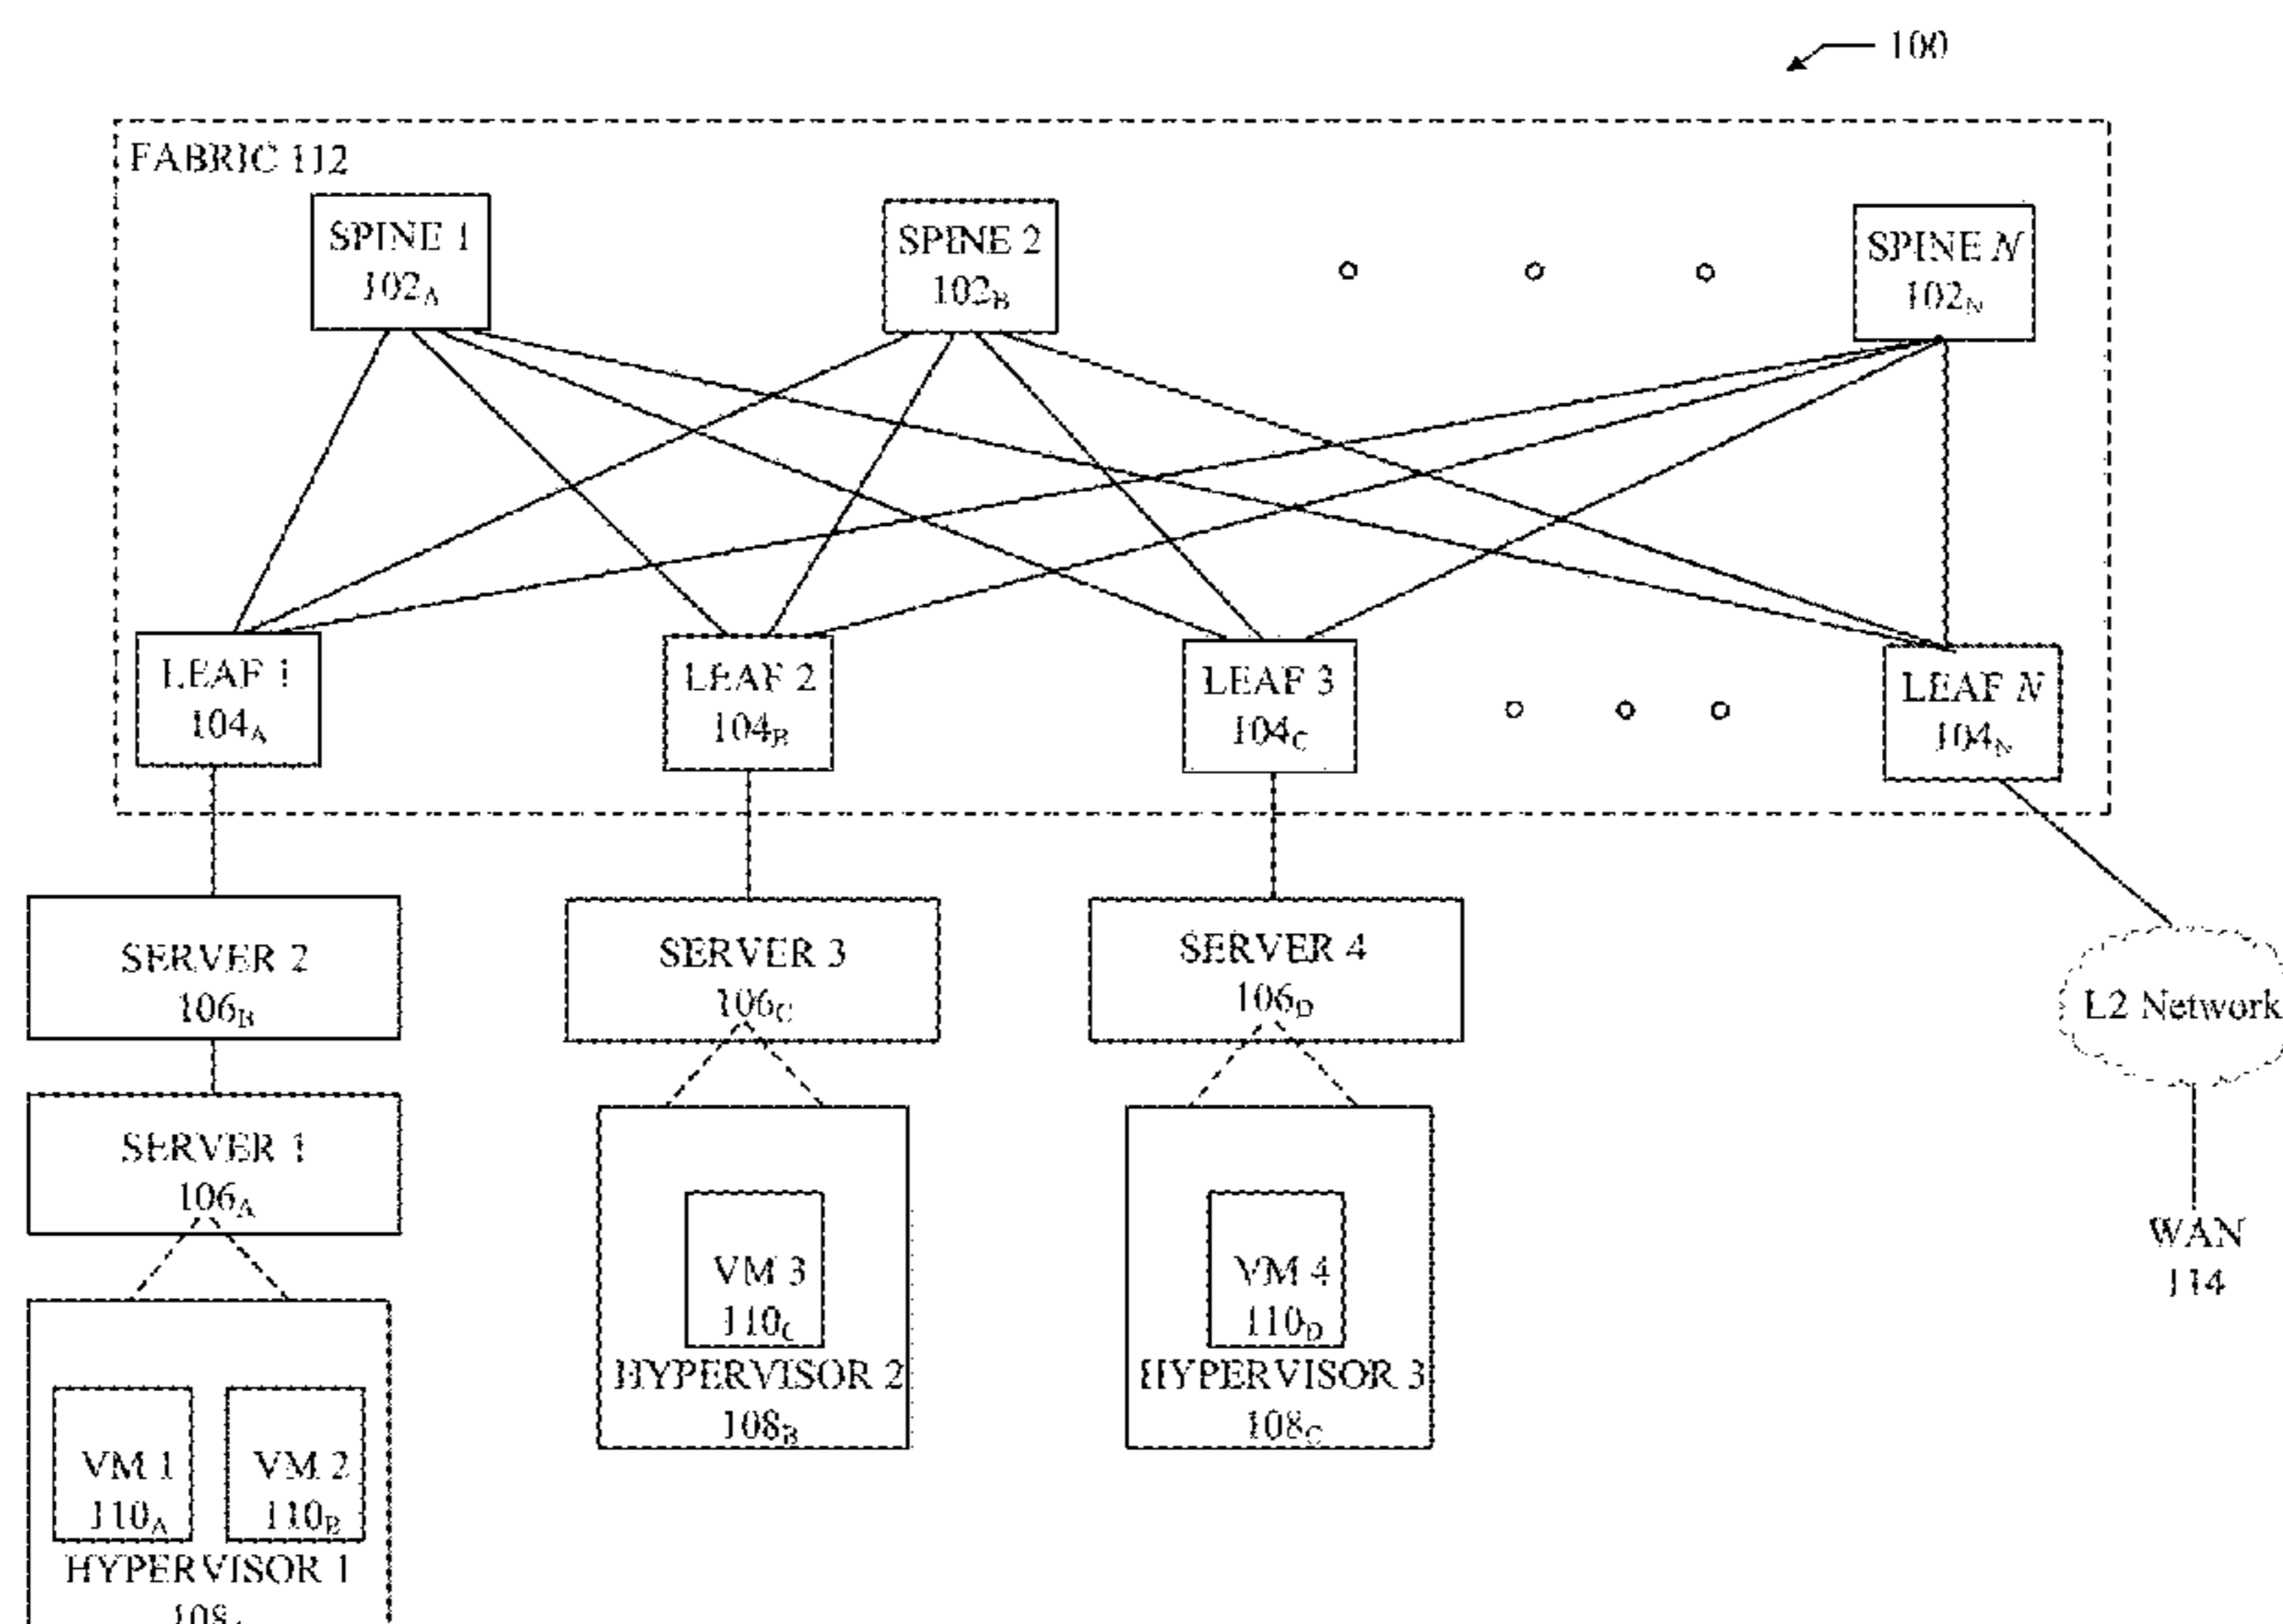 100
FABRIC 112
SPINE 1
102A
SPINE 2
102B
SPINE N
102N
LEAF 1
104A
LEAF 2
104B
LEAF 3
104C
LEAF N
104N
SERVER 2
106B
SERVER 3
106C
SERVER 4
106D
L2 Network
SERVER 1
106A
WAN
114
VM 3
110C
HYPERVISOR 2
108B
VM 4
110D
HYPERVISOR 3
108C
VM 1
110A
VM 2
110B
HYPERVISOR 1
108